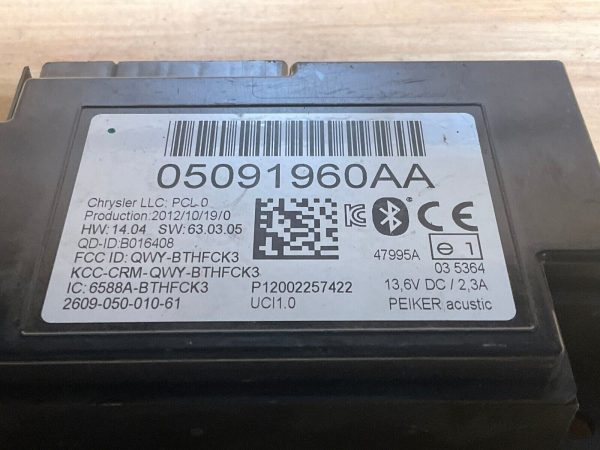 05091960AA
Chrysler LLC: PCL 0
Production:2012/10/19/0
HW: 14.04 SW: 63.03.05
QD-ID:B016408
FCC ID: QWY-BTHFCK3
KCC-CRM-QWY-BTHFCK3
IC: 6588A-BTHFCK3 P12002257422
2609-050-010-61 UCI1.0
CE
47995A
e 1
03 5364
13,6V DC / 2,3A
PEIKER acustic